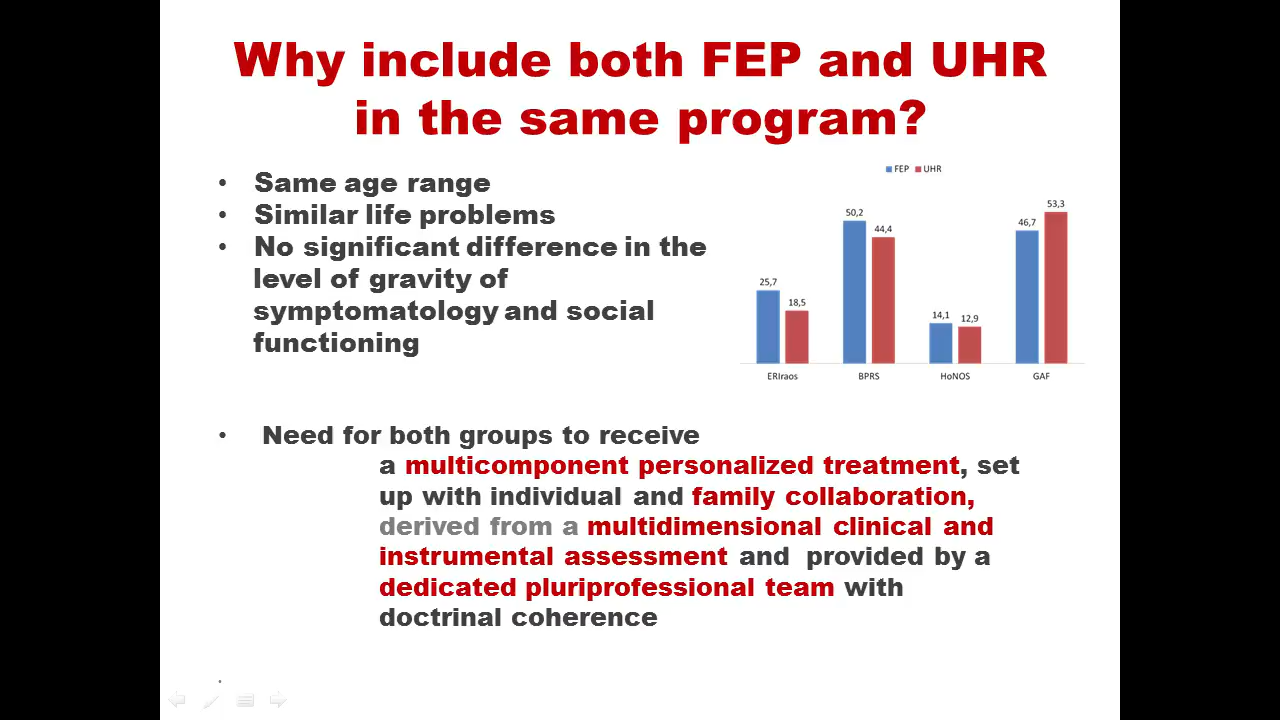 Why include both FEP and UHR
in the same program?
• Same age range
• Similar life problems
• No significant difference in the
level of gravity of
symptomatology and social
functioning
FEP UHR
25,7 18,5 50,2 44,4 14,1 12,9 46,7 53,3
ERIraos BPRS HoNOS GAF
• Need for both groups to receive
a multicomponent personalized treatment, set
up with individual and family collaboration,
derived from a multidimensional clinical and
instrumental assessment and provided by a
dedicated pluriprofessional team with
doctrinal coherence